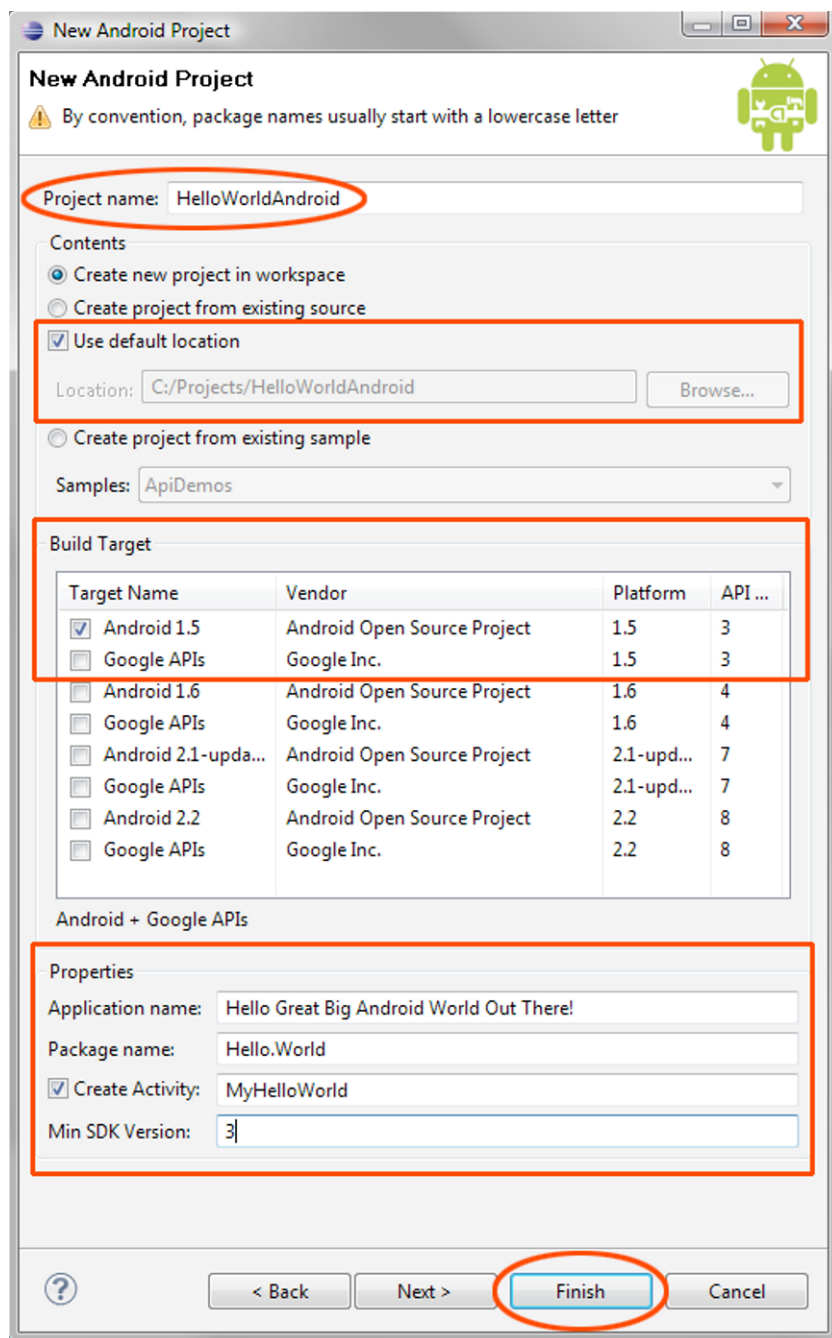 New Android Project
New Android Project
By convention, package names usually start with a lowercase letter
Project name: HelloWorldAndroid
Contents
Create new project in workspace
Create project from existing source
Use default location
Location: C:/Projects/HelloWorldAndroid Browse...
Create project from existing sample
Samples: ApiDemos
Build Target
Target Name Vendor Platform API ...
Android 1.5 Android Open Source Project 1.5 3
Google APIs Google Inc. 1.5 3
Android 1.6 Android Open Source Project 1.6 4
Google APIs Google Inc. 1.6 4
Android 2.1-upda... Android Open Source Project 2.1-upd... 7
Google APIs Google Inc. 2.1-upd... 7
Android 2.2 Android Open Source Project 2.2 8
Google APIs Google Inc. 2.2 8
Android + Google APIs
Properties
Application name: Hello Great Big Android World Out There!
Package name: Hello.World
Create Activity: MyHelloWorld
Min SDK Version: 3
? < Back Next > Finish Cancel